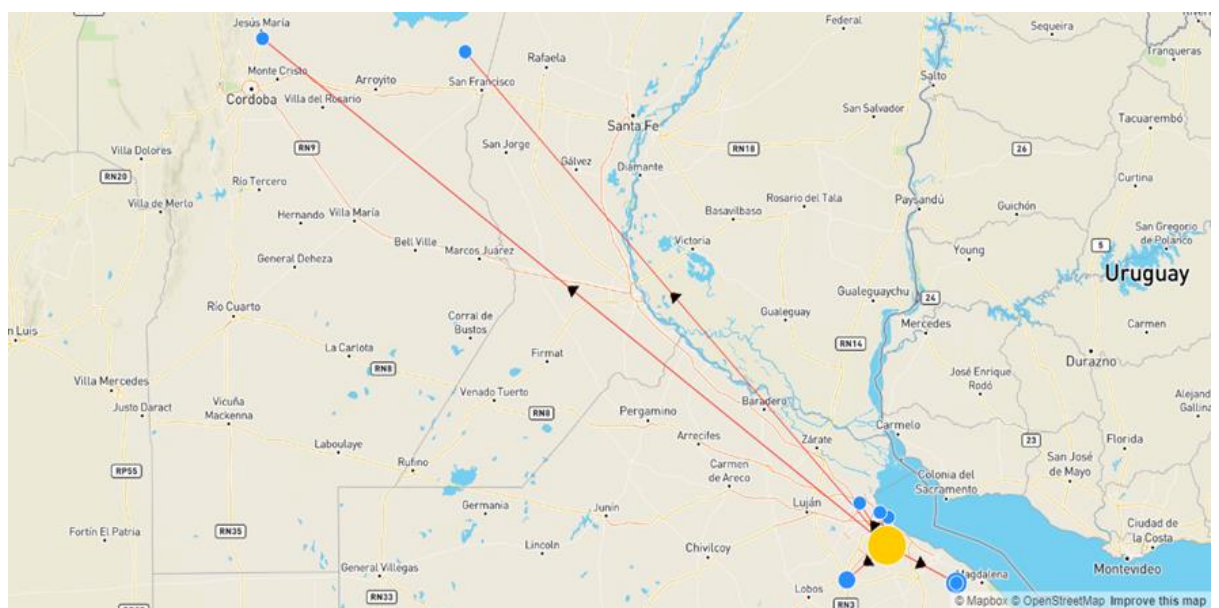 Jesús María
Federal
Sequeira
Tranqueras
Rafaela
Monte Cristo
Arroyito
San Francisco
Salto
Cordoba
Villa del Rosario
San Salvador
Santa Fe
Tacuarembó
RN9
San Jorge
Gálvez
Diamante
RN18
26
Villa Dolores
RN20
Río Tercero
Curtina
Villa de Merlo
Hernando
Villa María
Basavilbaso
Rosario del Tala
Paysandú
Guichón
San Gregorio
de Polanco
Bell Ville
Marcos Juárez
Victoria
Young
5
General Deheza
Uruguay
Gualeguaychu
24
Río Cuarto
Corral de
Bustos
Gualeguay
Mercedes
Carmen
an Luis
RN14
La Carlota
Firmat
Durazno
RN8
José Enrique
Rodó
Villa Mercedes
Venado Tuerto
Alejan
Gallina
Justo Daract
Vicuña
Mackenna
RN8
Pergamino
Baradero
Carmelo
Laboulaye
Arrecifes
Zárate
23
Florida
RP55
Rufino
Carmen
de Areco
Colonia del
Sacramento
San José
de Mayo
Germania
Junín
Luján
Fortín El Patria
RN35
Lincoln
Chivilcoy
Ciudad de
la Costa
General Villegas
Montevideo
Lobos
Magdalena
RN33
RN3
© Mapbox © OpenStreetMap Improve this map